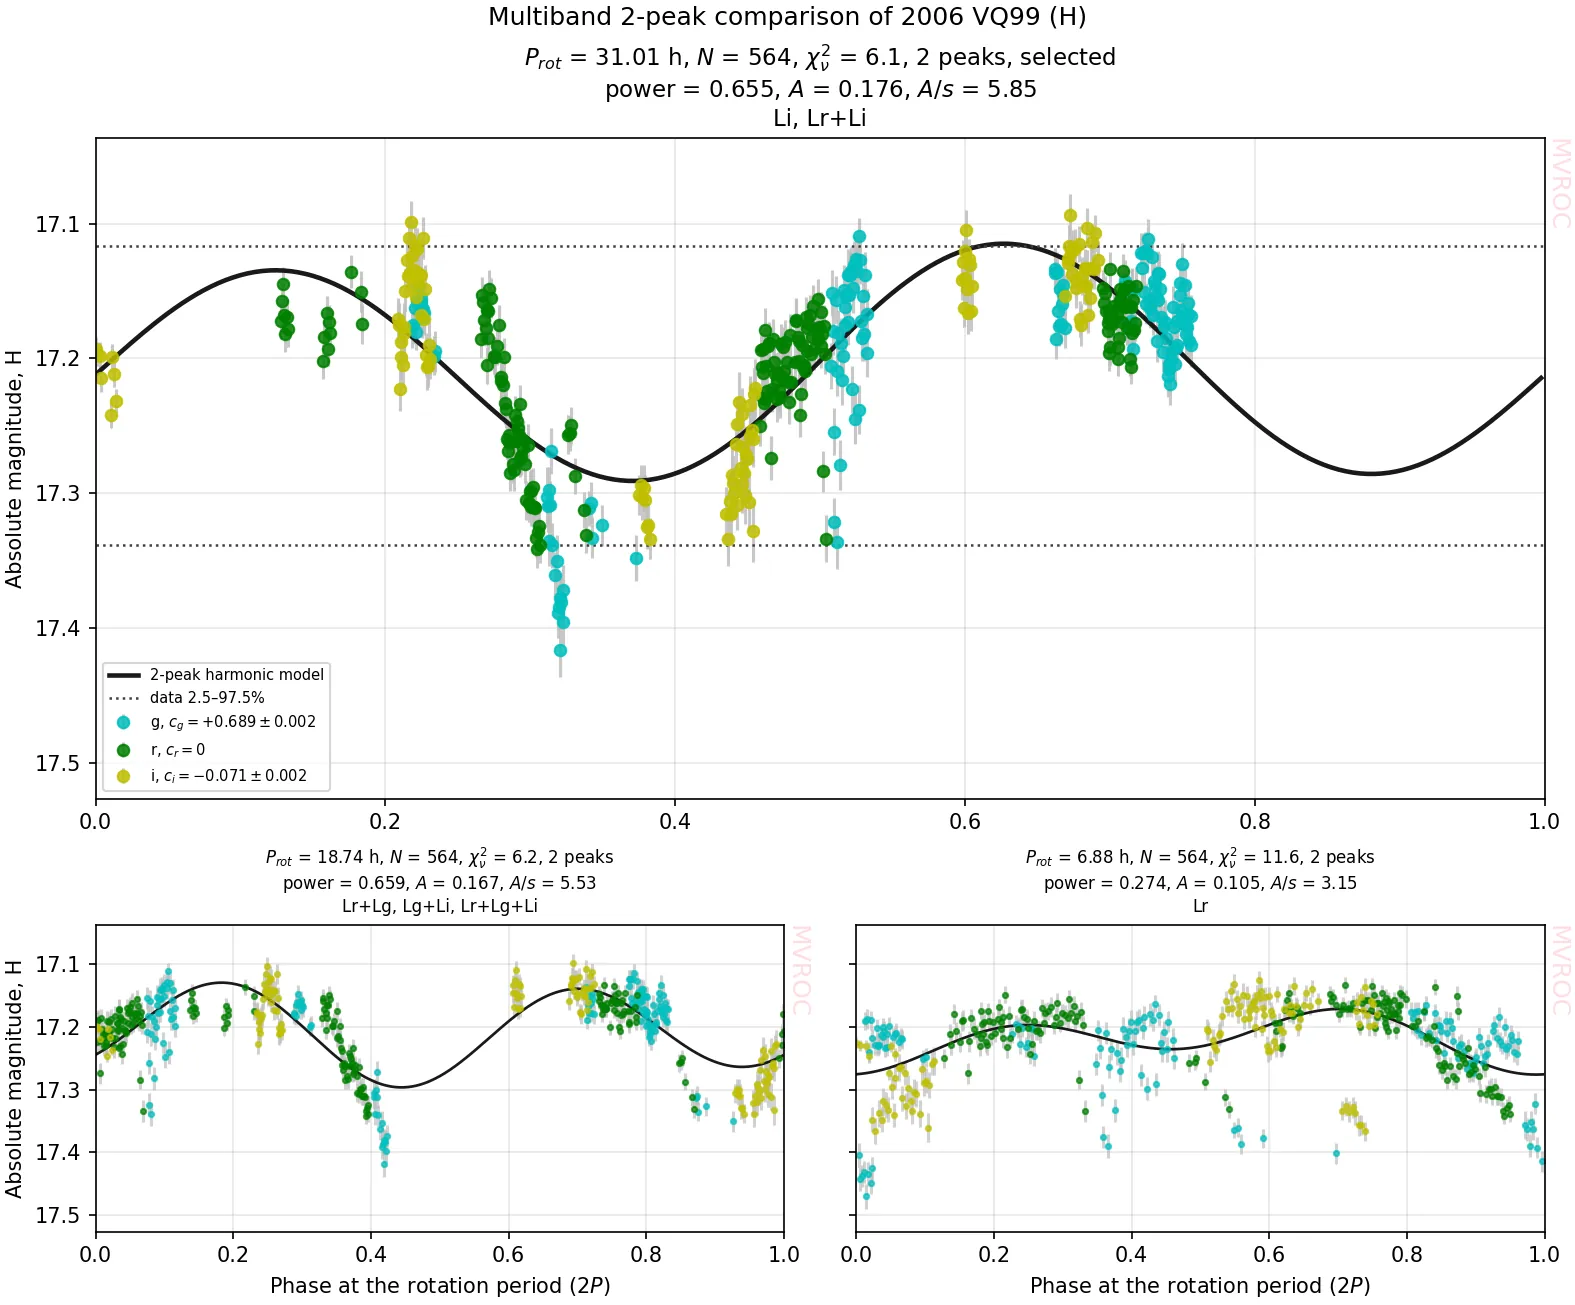 Multiband 2-peak comparison of 2006 VQ99 (H)
P_rot = 31.01 h, N = 564, χ²_ν = 6.1, 2 peaks, selected
power = 0.655, A = 0.176, A/s = 5.85
Li, Lr+Li
MVROC
Absolute magnitude, H
17.1
17.2
17.3
17.4
17.5
2-peak harmonic model
data 2.5–97.5%
g, c_g = +0.689 ± 0.002
r, c_r = 0
i, c_i = −0.071 ± 0.002
0.0 0.2 0.4 0.6 0.8 1.0
P_rot = 18.74 h, N = 564, χ²_ν = 6.2, 2 peaks
power = 0.659, A = 0.167, A/s = 5.53
Lr+Lg, Lg+Li, Lr+Lg+Li
MVROC
Absolute magnitude, H
17.1
17.2
17.3
17.4
17.5
0.0 0.2 0.4 0.6 0.8 1.0
Phase at the rotation period (2P)
P_rot = 6.88 h, N = 564, χ²_ν = 11.6, 2 peaks
power = 0.274, A = 0.105, A/s = 3.15
Lr
MVROC
0.0 0.2 0.4 0.6 0.8 1.0
Phase at the rotation period (2P)